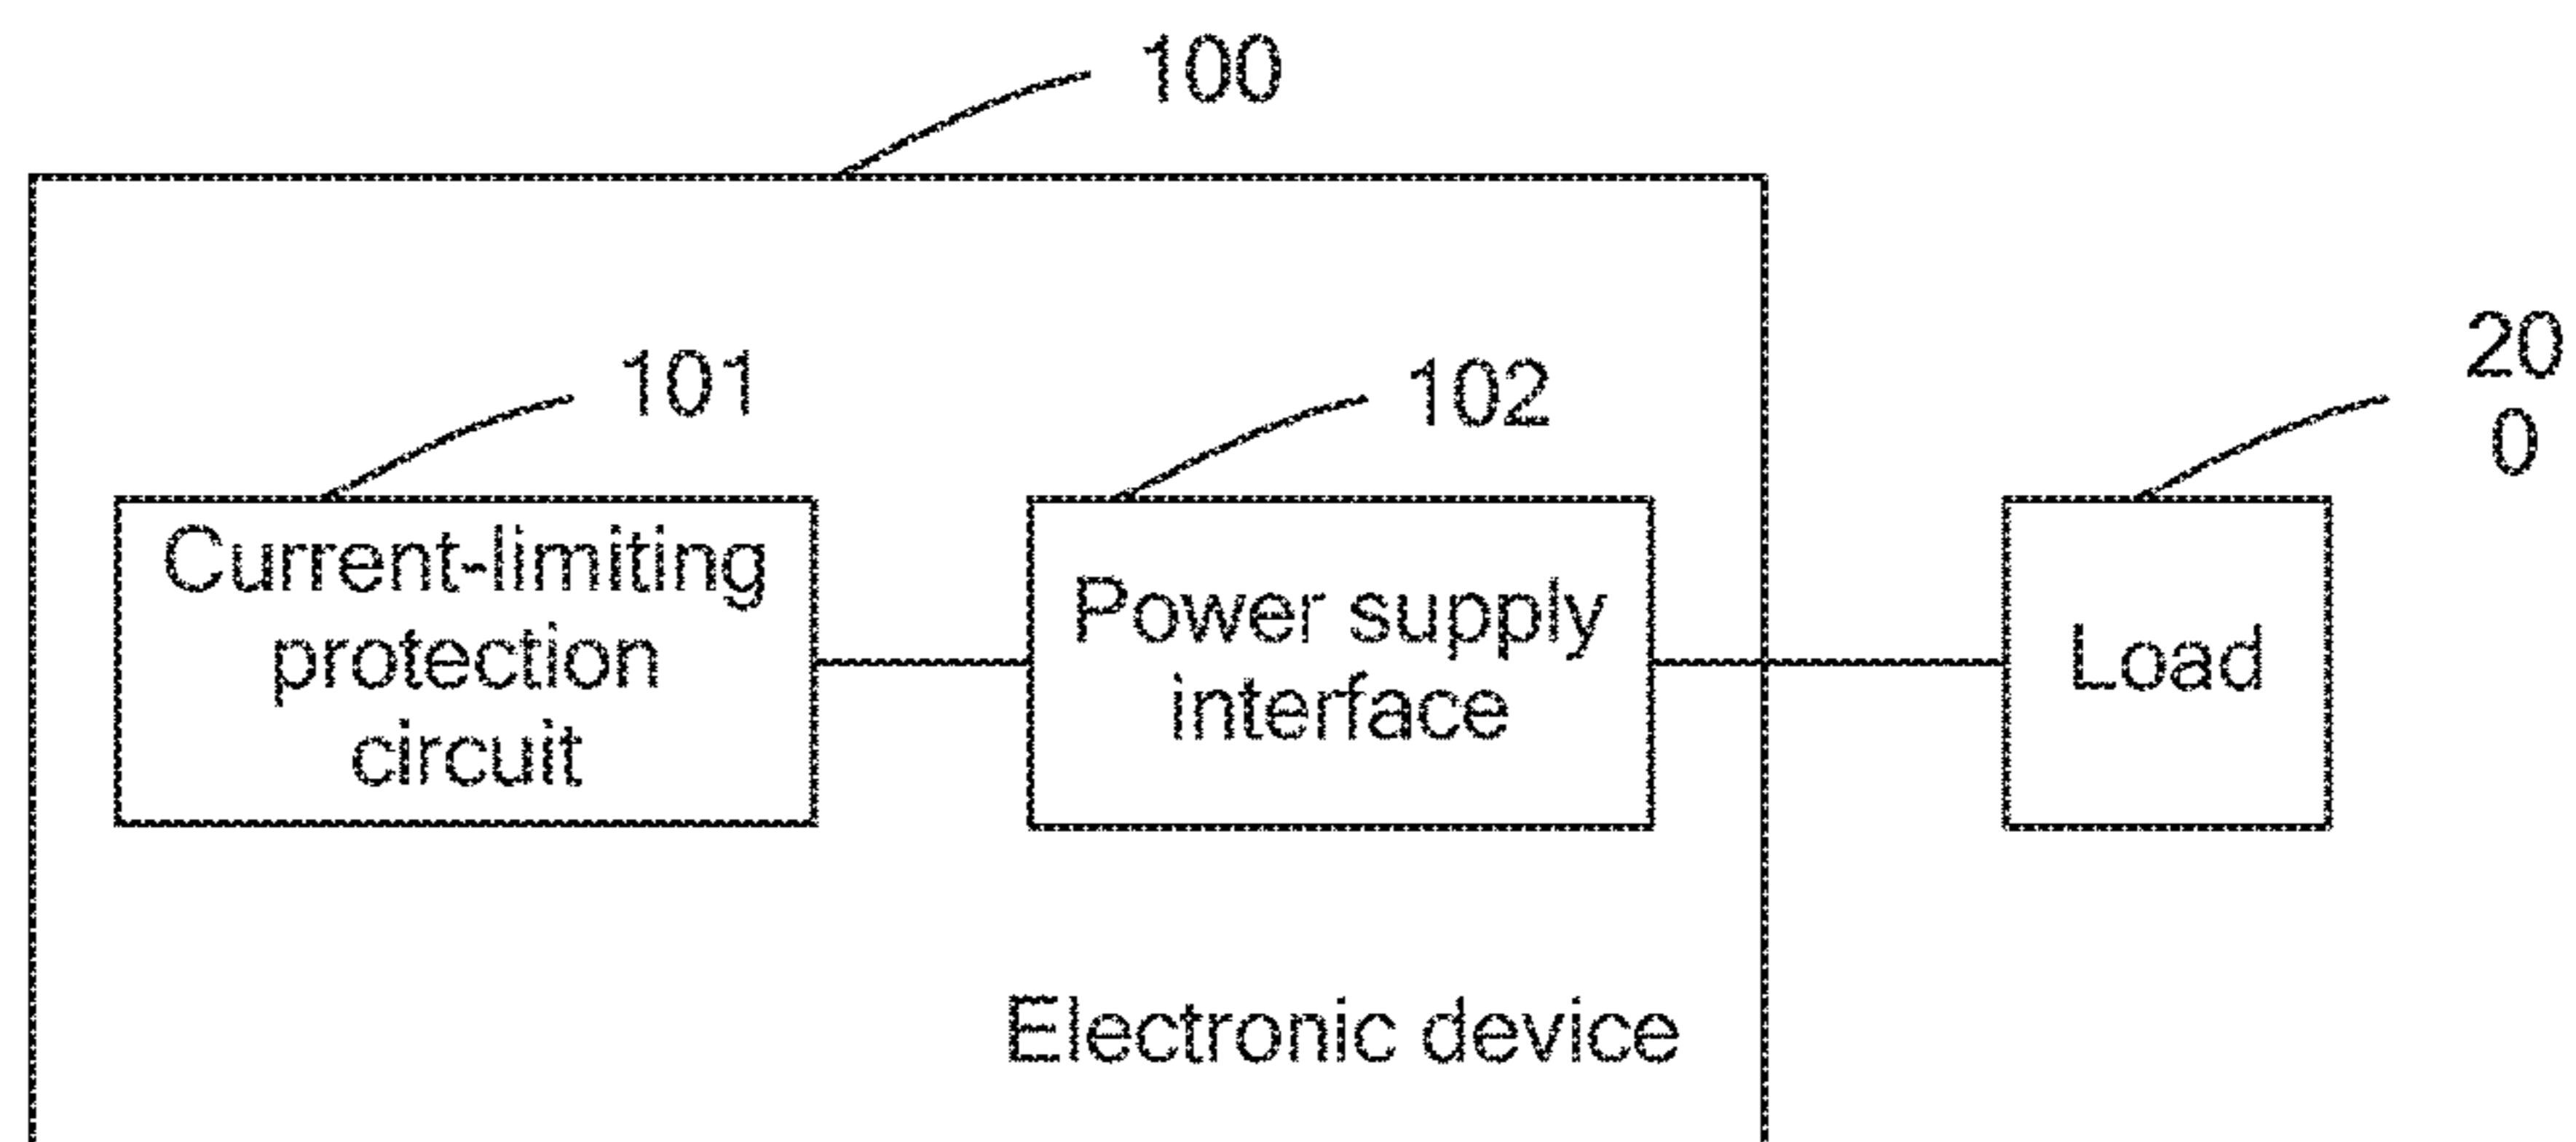 100
101
102
20
0
Current-limiting
protection
circuit
Power supply
interface
Load
Electronic device